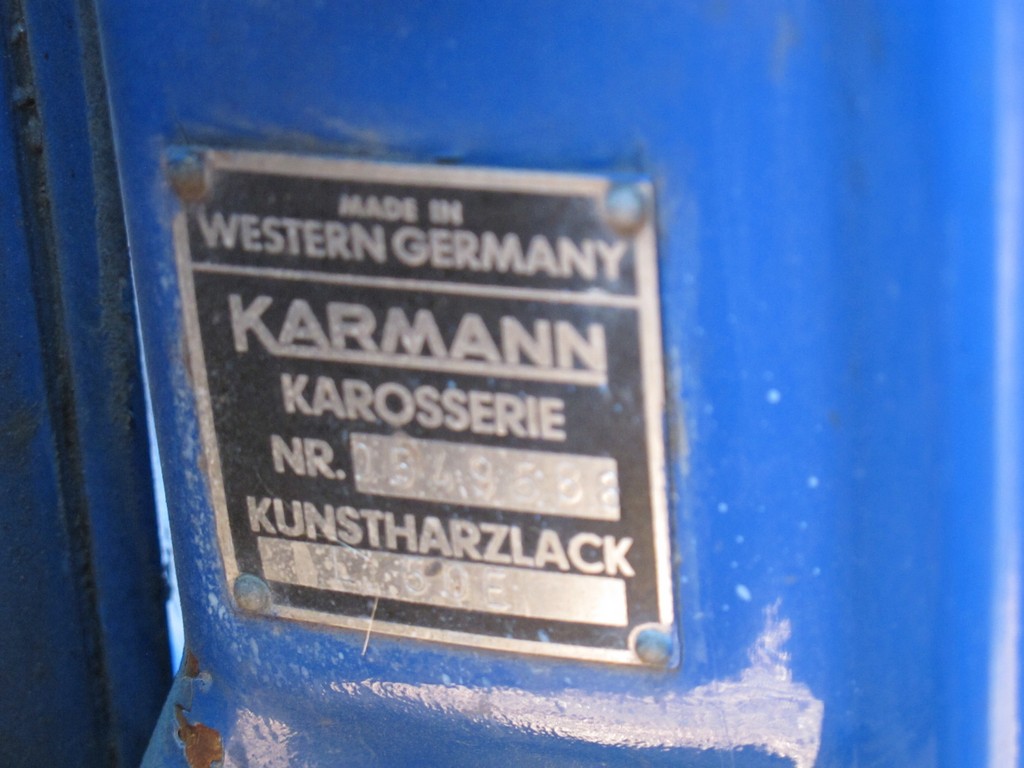 MADE IN
WESTERN GERMANY
KARMANN
KAROSSERIE
NR.
KUNSTHARZLACK